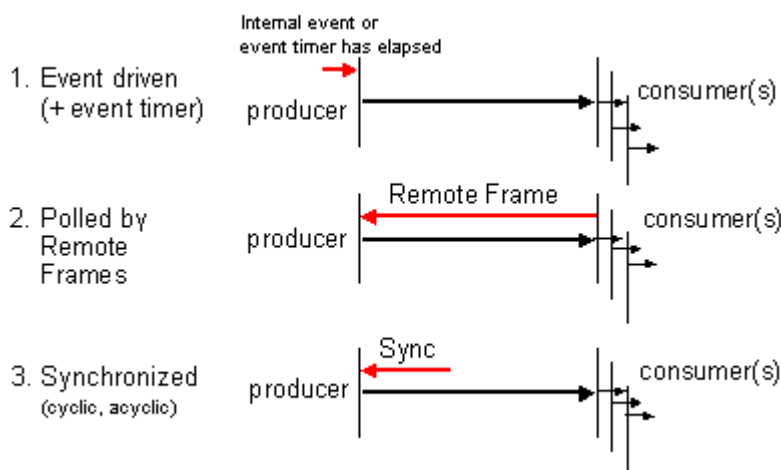 Internal event or
event timer has elapsed
1. Event driven
(+ event timer)
producer
consumer(s)
2. Polled by
Remote
Frames
Remote Frame
producer
consumer(s)
3. Synchronized
(cyclic, acyclic)
Sync
producer
consumer(s)